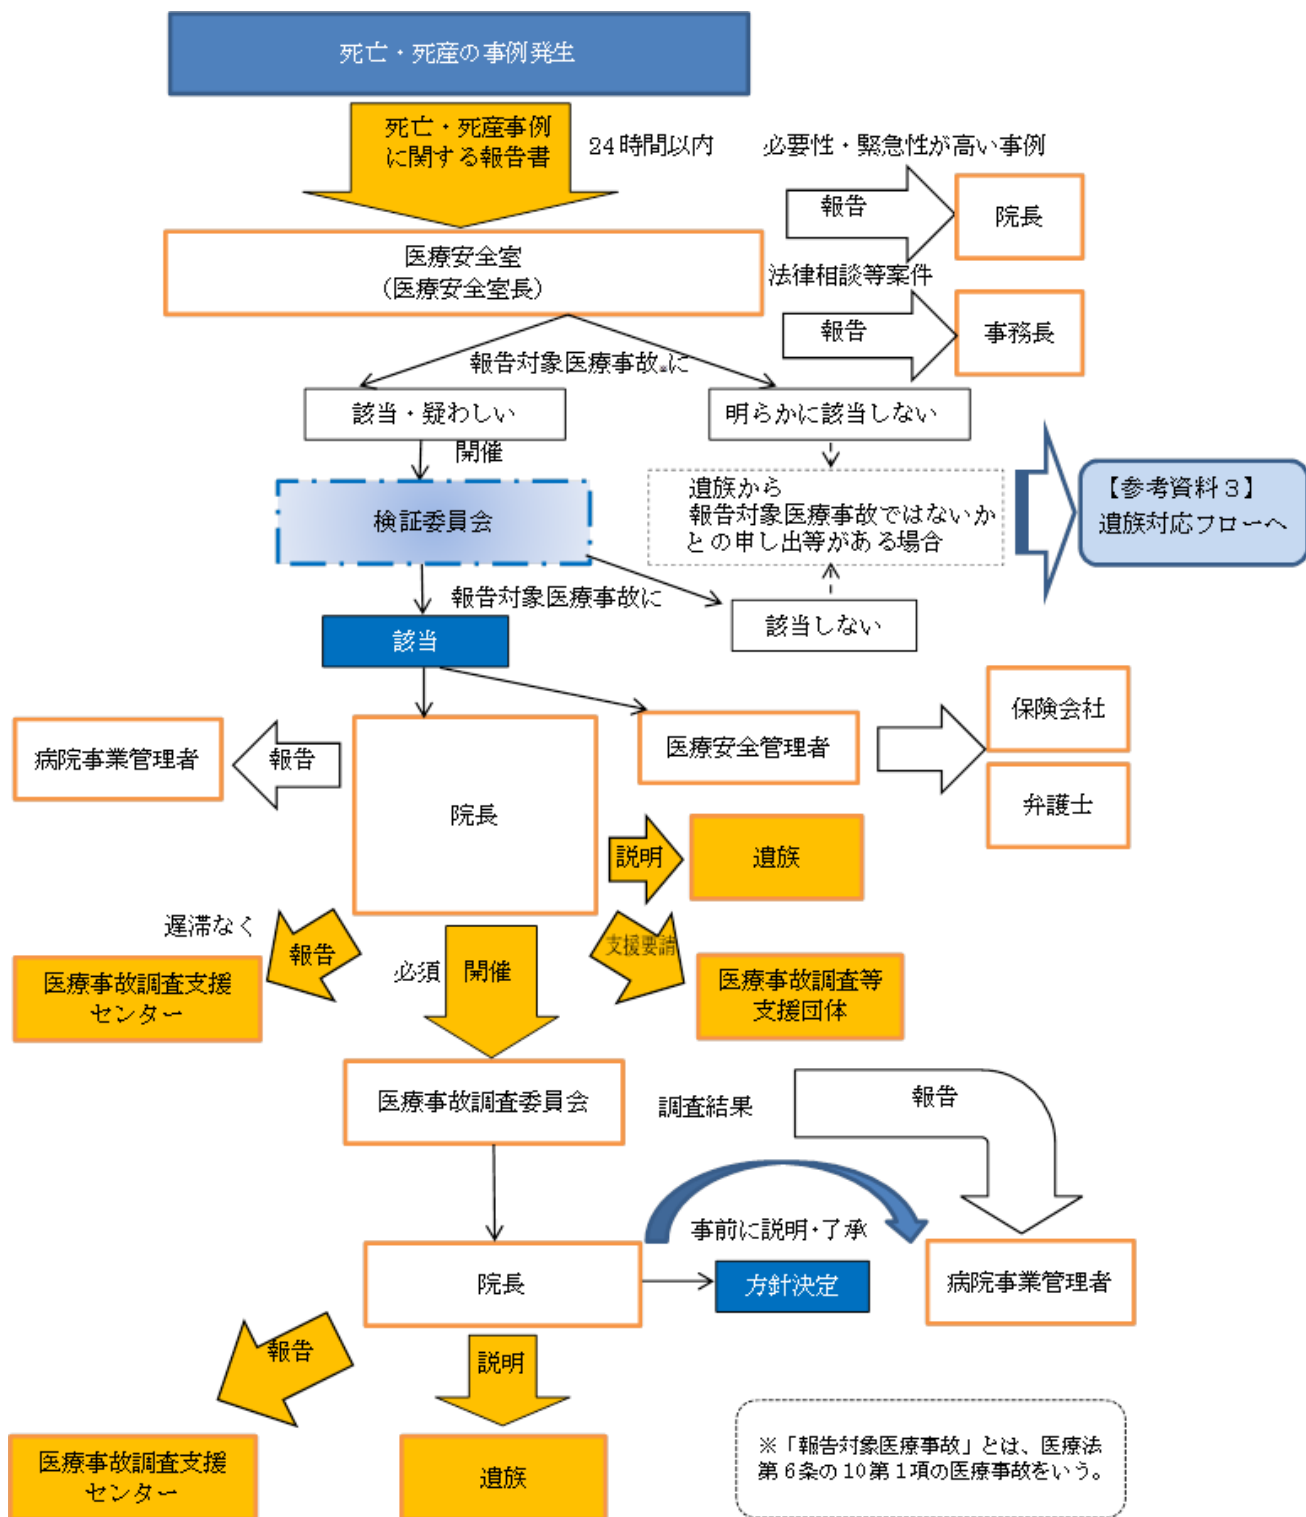 死亡・死産の事例発生
死亡・死産事例
に関する報告書
24時間以内
必要性・緊急性が高い事例
報告
院長
医療安全室
（医療安全室長）
法律相談等案件
報告
事務長
報告対象医療事故※に
該当・疑わしい
明らかに該当しない
開催
検証委員会
遺族から
報告対象医療事故ではないか
との申し出等がある場合
【参考資料３】
遺族対応フローへ
報告対象医療事故に
該当
該当しない
病院事業管理者
報告
院長
医療安全管理者
保険会社
弁護士
説明
遺族
遅滞なく
報告
医療事故調査支援
センター
必須
開催
支援要請
医療事故調査等
支援団体
医療事故調査委員会
調査結果
報告
院長
事前に説明・了承
方針決定
病院事業管理者
報告
説明
医療事故調査支援
センター
遺族
※「報告対象医療事故」とは、医療法
第６条の10第１項の医療事故をいう。